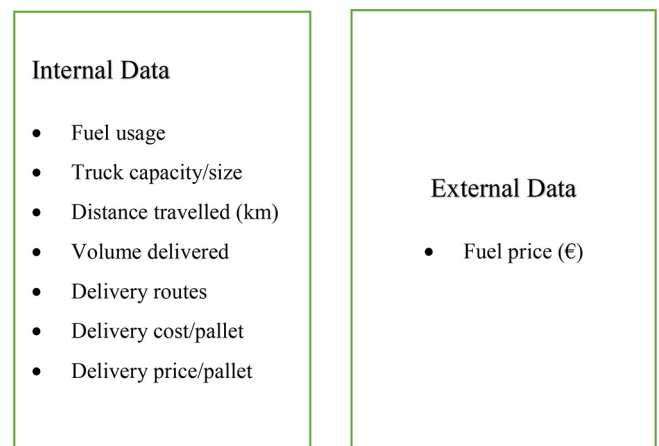 Internal Data
• Fuel usage
• Truck capacity/size
• Distance travelled (km)
• Volume delivered
• Delivery routes
• Delivery cost/pallet
• Delivery price/pallet
External Data
• Fuel price (€)